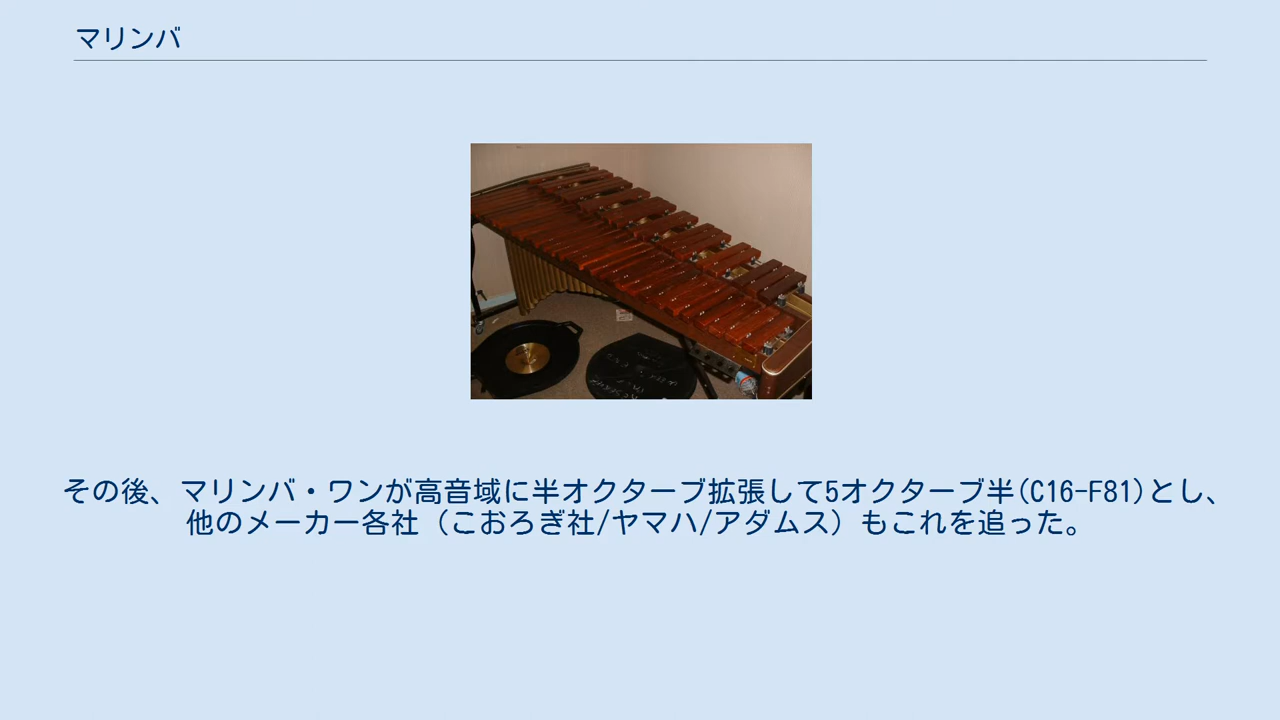 マリンバ
その後、マリンバ・ワンが高音域に半オクターブ拡張して5オクターブ半(C16-F81)とし、
他のメーカー各社（こおろぎ社/ヤマハ/アダムス）もこれを追った。